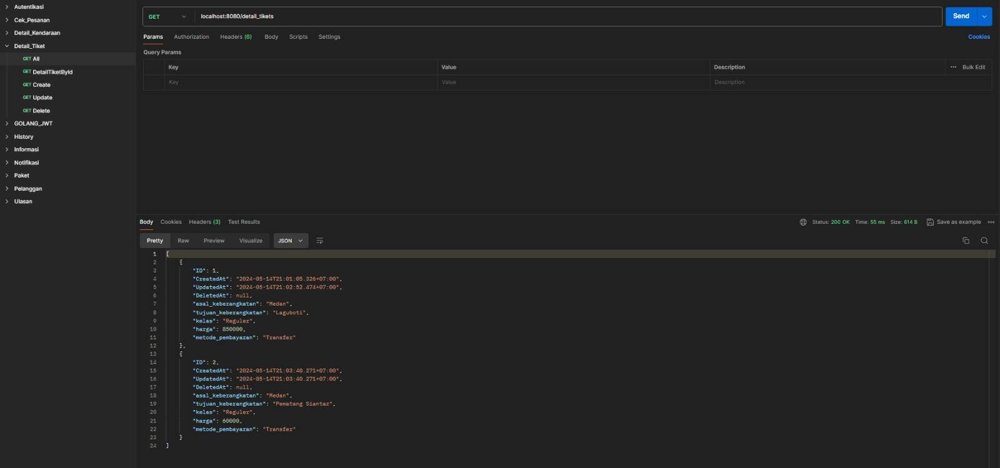 Autentikasi
Cek_Pesanan
Detail_Kendaraan
Detail_Tiket
GET All
GET DetailTiketById
GET Create
GET Update
GET Delete
GOLANG_JWT
History
Informasi
Notifikasi
Paket
Pelanggan
Ulasan
GET localhost:8080/detail_tikets Send
Params Authorization Headers (6) Body Scripts Settings Cookies
Query Params
Key Value Description ••• Bulk Edit
Key Value Description
Body Cookies Headers (3) Test Results Status: 200 OK Time: 55 ms Size: 614 B Save as example •••
Pretty Raw Preview Visualize JSON
1 [
2 {
3 "ID": 1,
4 "CreatedAt": "2024-05-14T21:01:05.326+07:00",
5 "UpdatedAt": "2024-05-14T21:02:52.474+07:00",
6 "DeletedAt": null,
7 "asal_keberangkatan": "Medan",
8 "tujuan_keberangkatan": "Laguboti",
9 "kelas": "Reguler",
10 "harga": 850000,
11 "metode_pembayaran": "Transfer"
12 },
13 {
14 "ID": 2,
15 "CreatedAt": "2024-05-14T21:03:40.271+07:00",
16 "UpdatedAt": "2024-05-14T21:03:40.271+07:00",
17 "DeletedAt": null,
18 "asal_keberangkatan": "Medan",
19 "tujuan_keberangkatan": "Pematang Siantar",
20 "kelas": "Reguler",
21 "harga": 60000,
22 "metode_pembayaran": "Transfer"
23 }
24 ]